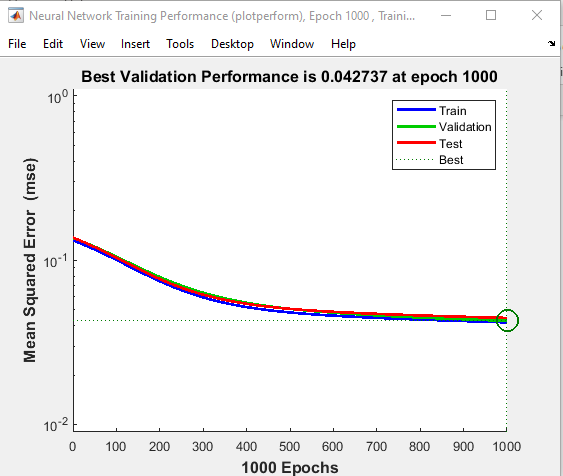 Neural Network Training Performance (plotperform), Epoch 1000 , Traini...
File Edit View Insert Tools Desktop Window Help
Best Validation Performance is 0.042737 at epoch 1000
10^0
Train
Validation
Test
Best
Mean Squared Error (mse)
10^-1
10^-2
0 100 200 300 400 500 600 700 800 900 1000
1000 Epochs